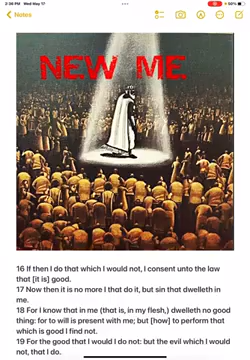 2:36 PM Wed May 17
Notes
NEW ME
16 If then I do that which I would not, I consent unto the law
that [it is] good.
17 Now then it is no more I that do it, but sin that dwelleth in
me.
18 For I know that in me (that is, in my flesh,) dwelleth no good
thing: for to will is present with me; but [how] to perform that
which is good I find not.
19 For the good that I would I do not: but the evil which I would
not, that I do.